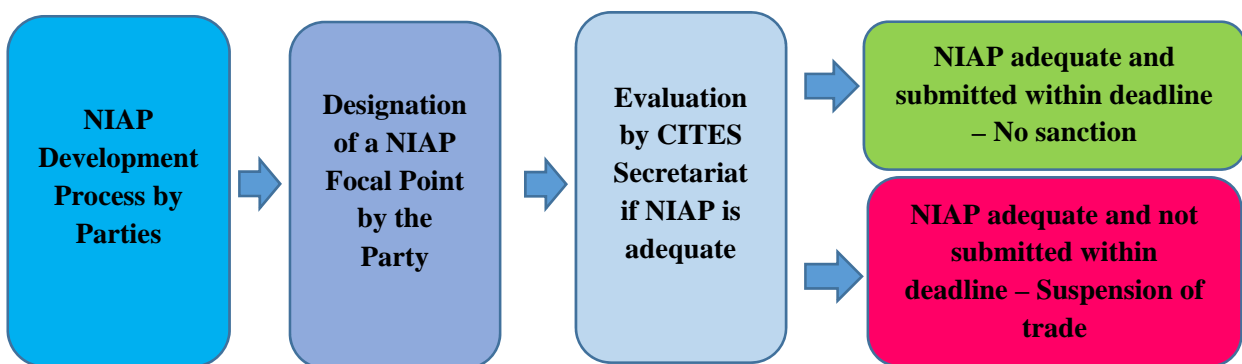 NIAP
Development
Process by
Parties
Designation
of a NIAP
Focal Point
by the
Party
Evaluation
by CITES
Secretariat
if NIAP is
adequate
NIAP adequate and
submitted within deadline
– No sanction
NIAP adequate and not
submitted within
deadline – Suspension of
trade